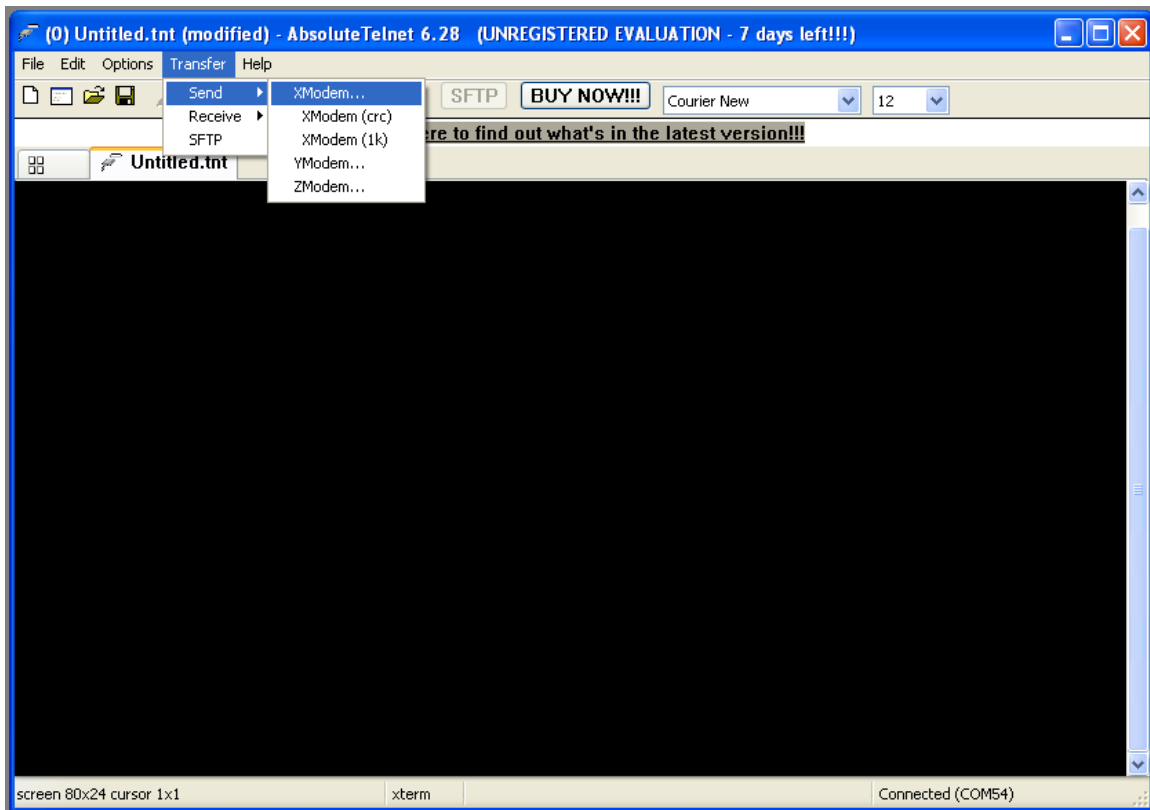 (0) Untitled.tnt (modified) - AbsoluteTelnet 6.28 (UNREGISTERED EVALUATION - 7 days left!!!)
File Edit Options Transfer Help
SFTP BUY NOW!!! Courier New 12
Send XModem...
Receive XModem (crc)
SFTP XModem (1k)
YModem...
ZModem...
to find out what's in the latest version!!!
Untitled.tnt
screen 80x24 cursor 1x1 xterm Connected (COM54)